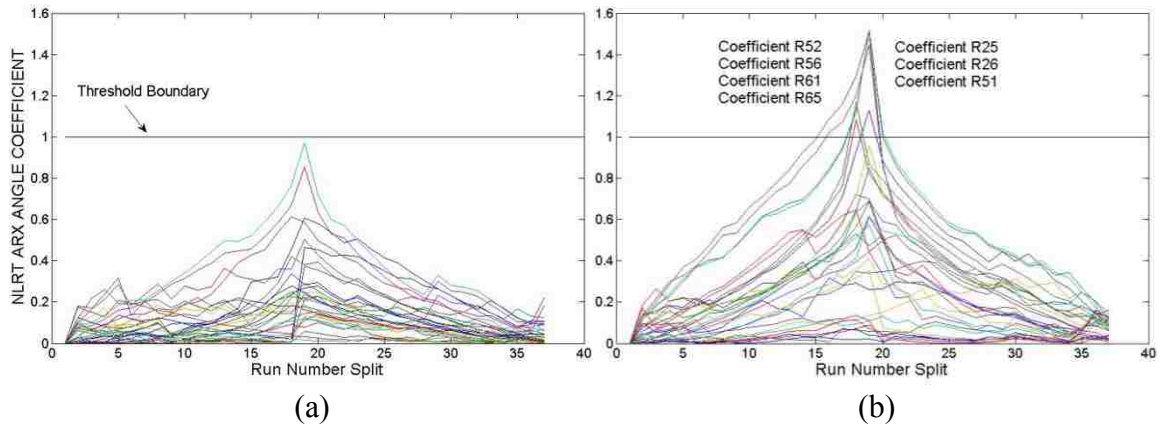 1.6
1.4
1.2
1
0.8
0.6
0.4
0.2
0
0 5 10 15 20 25 30 35 40
NLRT ARX ANGLE COEFFICIENT
Threshold Boundary
Run Number Split
(a)
1.6
1.4
1.2
1
0.8
0.6
0.4
0.2
0
0 5 10 15 20 25 30 35 40
Coefficient R52
Coefficient R56
Coefficient R61
Coefficient R65
Coefficient R25
Coefficient R26
Coefficient R51
Run Number Split
(b)